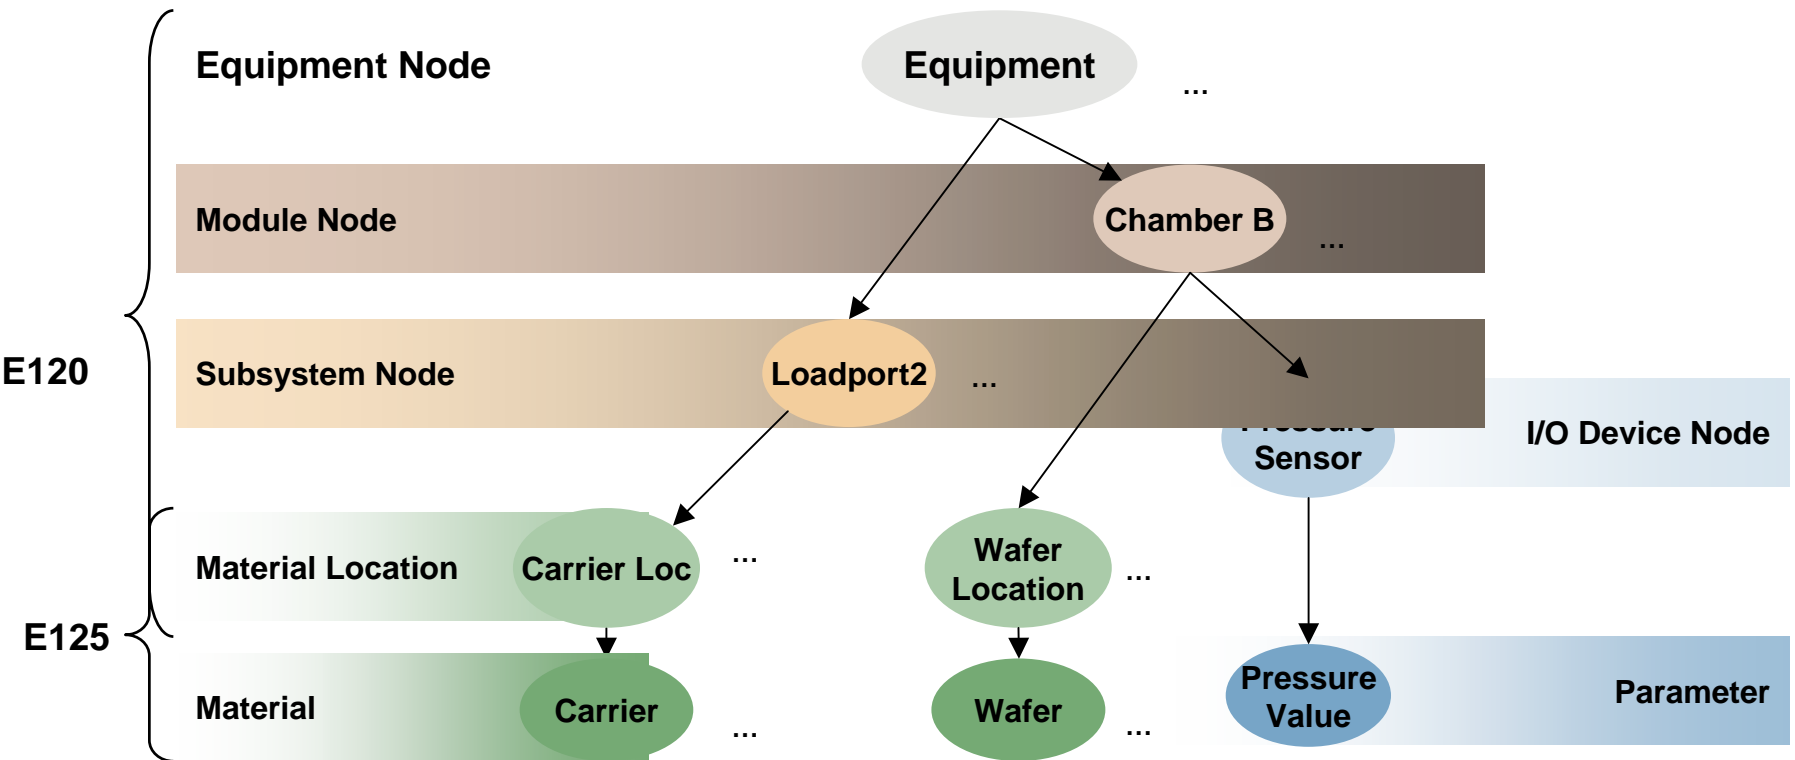 Equipment Node
Equipment
...
Module Node
Chamber B
...
E120
Subsystem Node
Loadport2
...
Pressure
Sensor
I/O Device Node
Material Location
Carrier Loc
...
Wafer
Location
...
E125
Material
Carrier
...
Wafer
...
Pressure
Value
Parameter